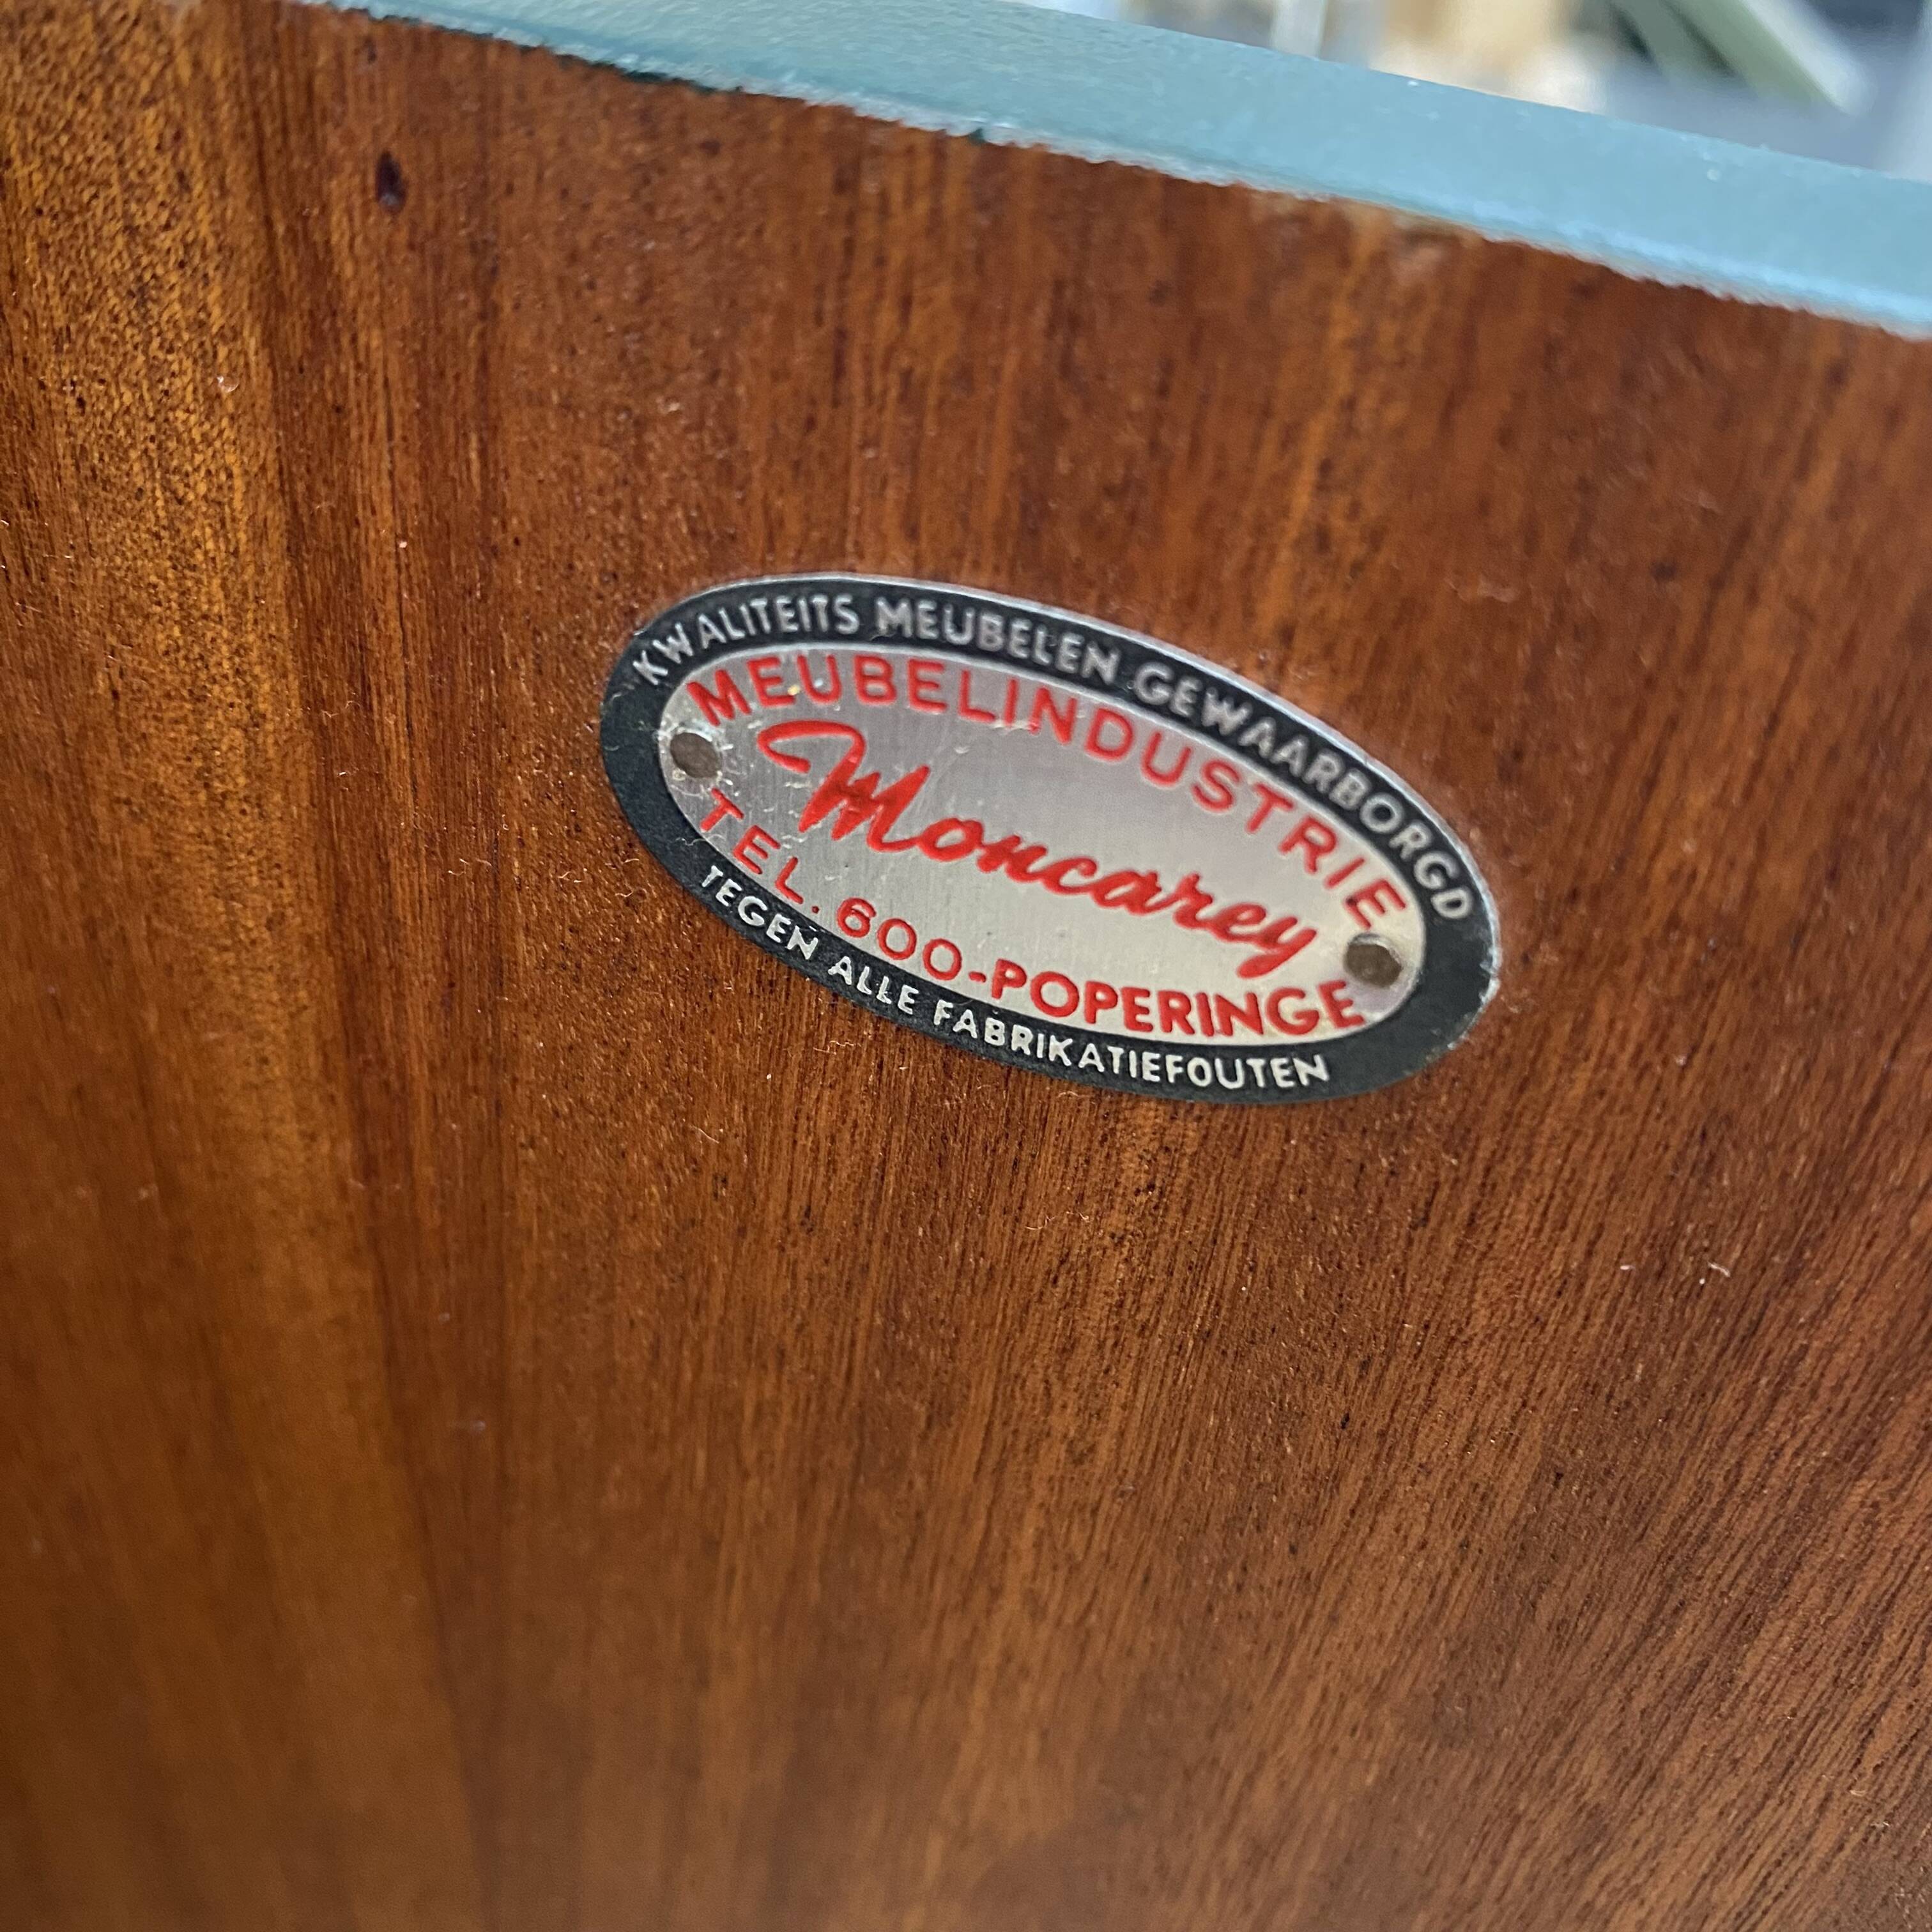 KWALITEITS MEUBELEN GEWAARBORGD
MEUBELINDUSTRIE
Moncarey
TEL. 600-POPERINGE
TEGEN ALLE FABRIKATIEFOUTEN